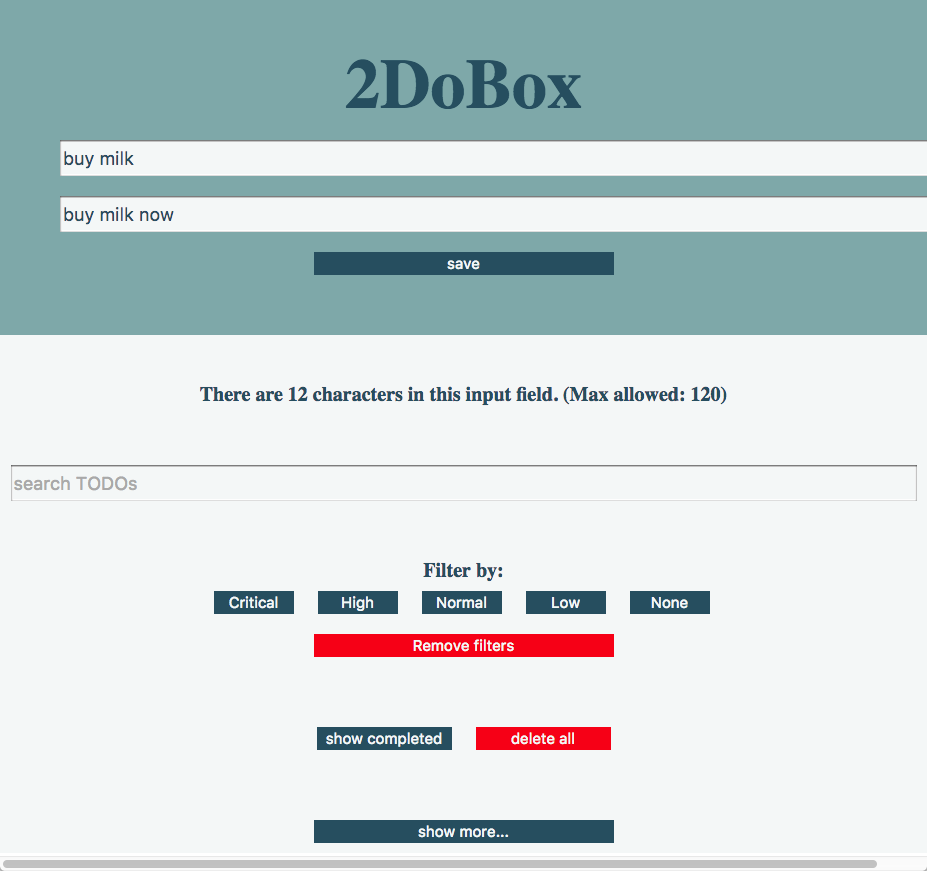 2DoBox
buy milk
buy milk now
save
There are 12 characters in this input field. (Max allowed: 120)
search TODOs
Filter by:
Critical High Normal Low None
Remove filters
show completed delete all
show more...